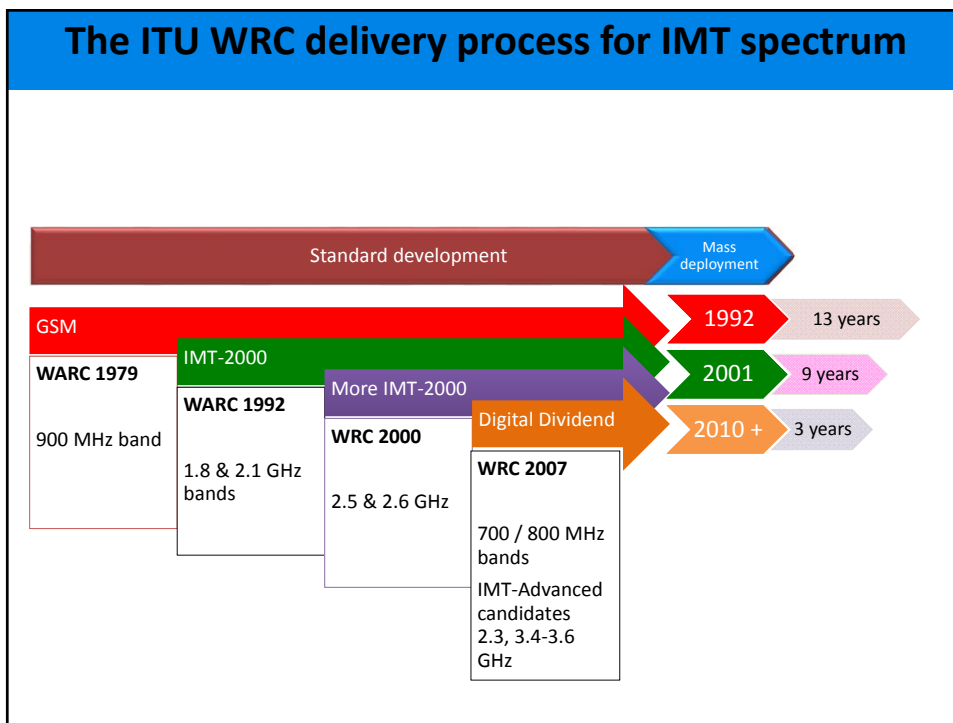 The ITU WRC delivery process for IMT spectrum
Standard development
Mass
deployment
GSM
1992
13 years
WARC 1979
900 MHz band
IMT-2000
2001
9 years
WARC 1992
1.8 & 2.1 GHz
bands
More IMT-2000
WRC 2000
2.5 & 2.6 GHz
Digital Dividend
2010 +
3 years
WRC 2007
700 / 800 MHz
bands
IMT-Advanced
candidates
2.3, 3.4-3.6
GHz